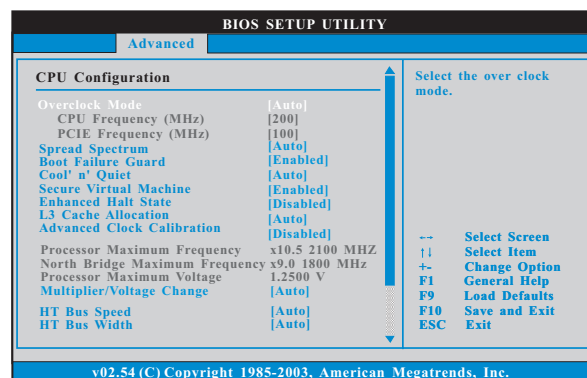 BIOS SETUP UTILITY
Advanced
CPU Configuration
Overclock Mode [Auto]
CPU Frequency (MHz) [200]
PCIE Frequency (MHz) [100]
Spread Spectrum [Auto]
Boot Failure Guard [Enabled]
Cool' n' Quiet [Auto]
Secure Virtual Machine [Enabled]
Enhanced Halt State [Disabled]
L3 Cache Allocation [Auto]
Advanced Clock Calibration [Disabled]
Processor Maximum Frequency x10.5 2100 MHZ
North Bridge Maximum Frequency x9.0 1800 MHz
Processor Maximum Voltage 1.2500 V
Multiplier/Voltage Change [Auto]
HT Bus Speed [Auto]
HT Bus Width [Auto]
Select the over clock
mode.
←→ Select Screen
↑↓ Select Item
+- Change Option
F1 General Help
F9 Load Defaults
F10 Save and Exit
ESC Exit
v02.54 (C) Copyright 1985-2003, American Megatrends, Inc.